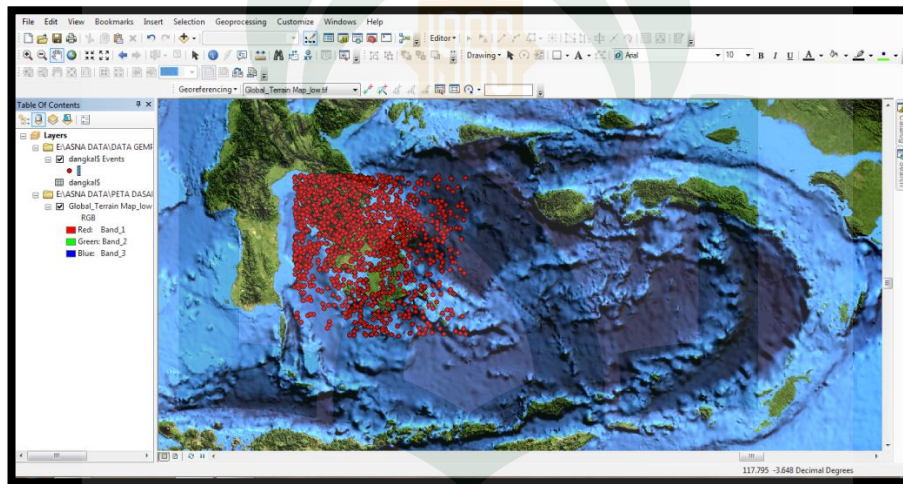 File Edit View Bookmarks Insert Selection Geoprocessing Customize Windows Help
Editor
Drawing Arial 10 B I U A
Georeferencing Global_Terrain Map_low.tif
Table Of Contents
Layers
E:\ASNA DATA\DATA GEMP
dangkal$ Events
dangkal$
E:\ASNA DATA\PETA DASAI
Global_Terrain Map_low
RGB
Red: Band_1
Green: Band_2
Blue: Band_3
Catalog
Search
117.795 -3.648 Decimal Degrees